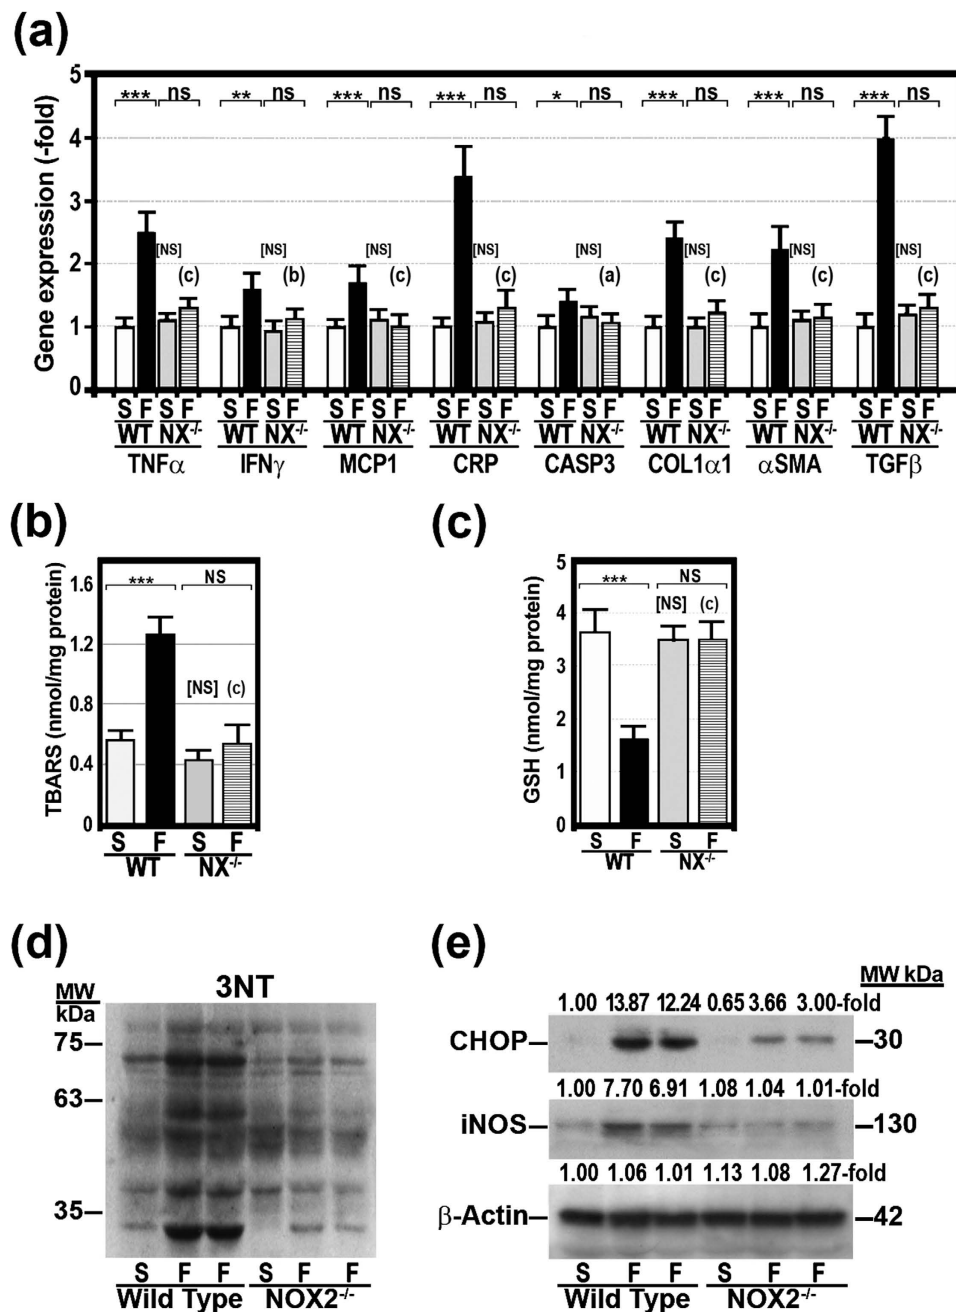 (a)
Gene expression (-fold)
5
4
3
2
1
0
*** ns ** ns *** ns *** ns * ns *** ns *** ns *** ns
[NS] [NS] [NS] [NS] [NS] [NS] [NS] [NS]
(c) (b) (c) (c) (a) (c) (c) (c)
S F S F S F S F S F S F S F S F S F S F S F S F S F S F S F S F
WT NX-/- WT NX-/- WT NX-/- WT NX-/- WT NX-/- WT NX-/- WT NX-/- WT NX-/-
TNFα IFNγ MCP1 CRP CASP3 COL1α1 αSMA TGFβ
(b)
TBARS (nmol/mg protein)
1.6
1.2
0.8
0.4
0
*** NS
[NS] (c)
S F S F
WT NX-/-
(c)
GSH (nmol/mg protein)
5
4
3
2
1
0
*** NS
[NS] (c)
S F S F
WT NX-/-
(d)
3NT
MW
kDa
75
63
35
S F F S F F
Wild Type NOX2-/-
(e)
MW kDa
1.00 13.87 12.24 0.65 3.66 3.00-fold
CHOP 30
1.00 7.70 6.91 1.08 1.04 1.01-fold
iNOS 130
1.00 1.06 1.01 1.13 1.08 1.27-fold
β-Actin 42
S F F S F F
Wild Type NOX2-/-